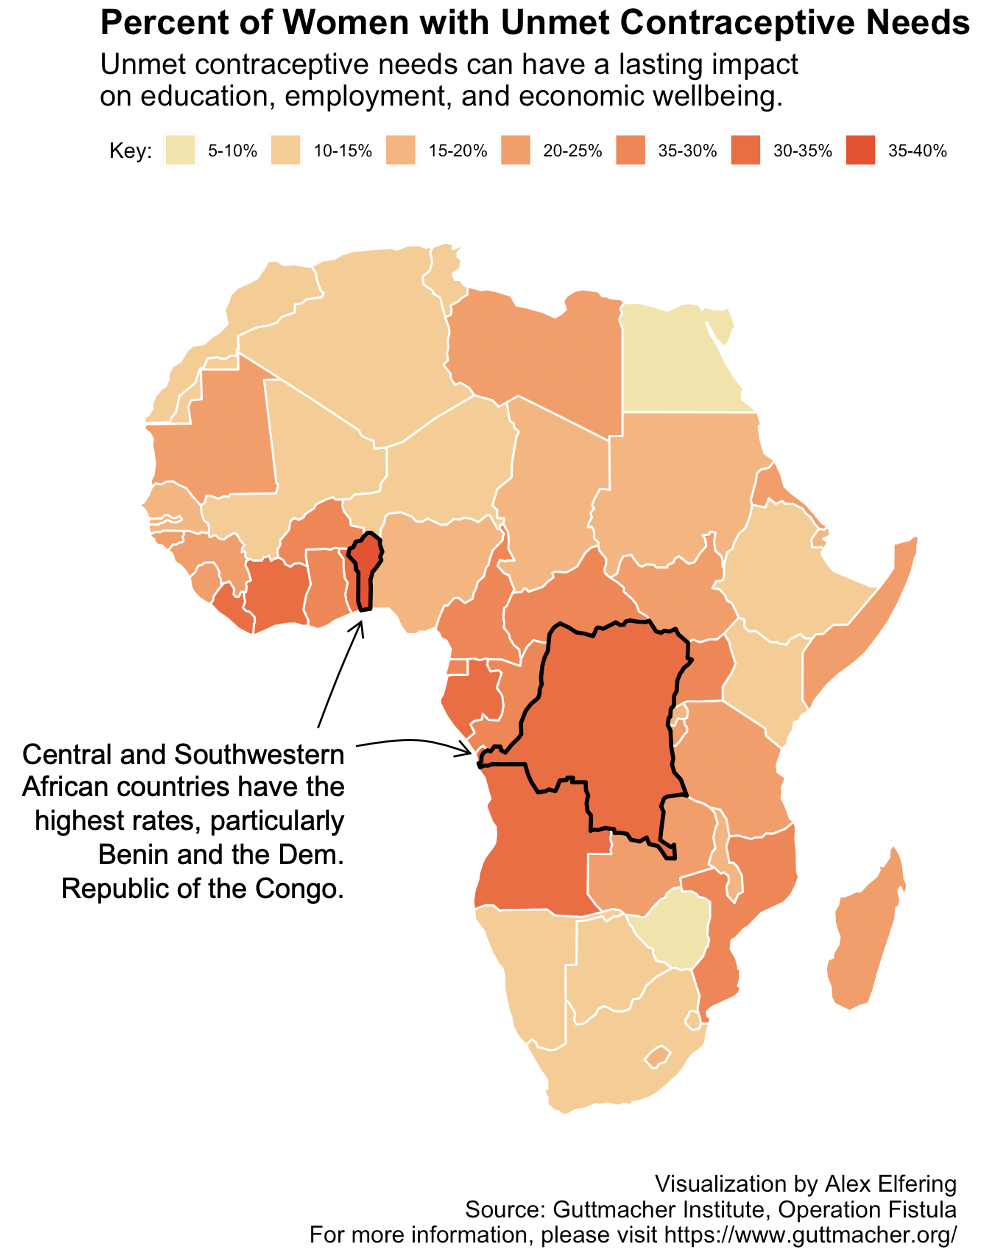 Percent of Women with Unmet Contraceptive Needs
Unmet contraceptive needs can have a lasting impact
on education, employment, and economic wellbeing.
Key: 5-10% 10-15% 15-20% 20-25% 35-30% 30-35% 35-40%
Central and Southwestern
African countries have the
highest rates, particularly
Benin and the Dem.
Republic of the Congo.
Visualization by Alex Elfering
Source: Guttmacher Institute, Operation Fistula
For more information, please visit https://www.guttmacher.org/